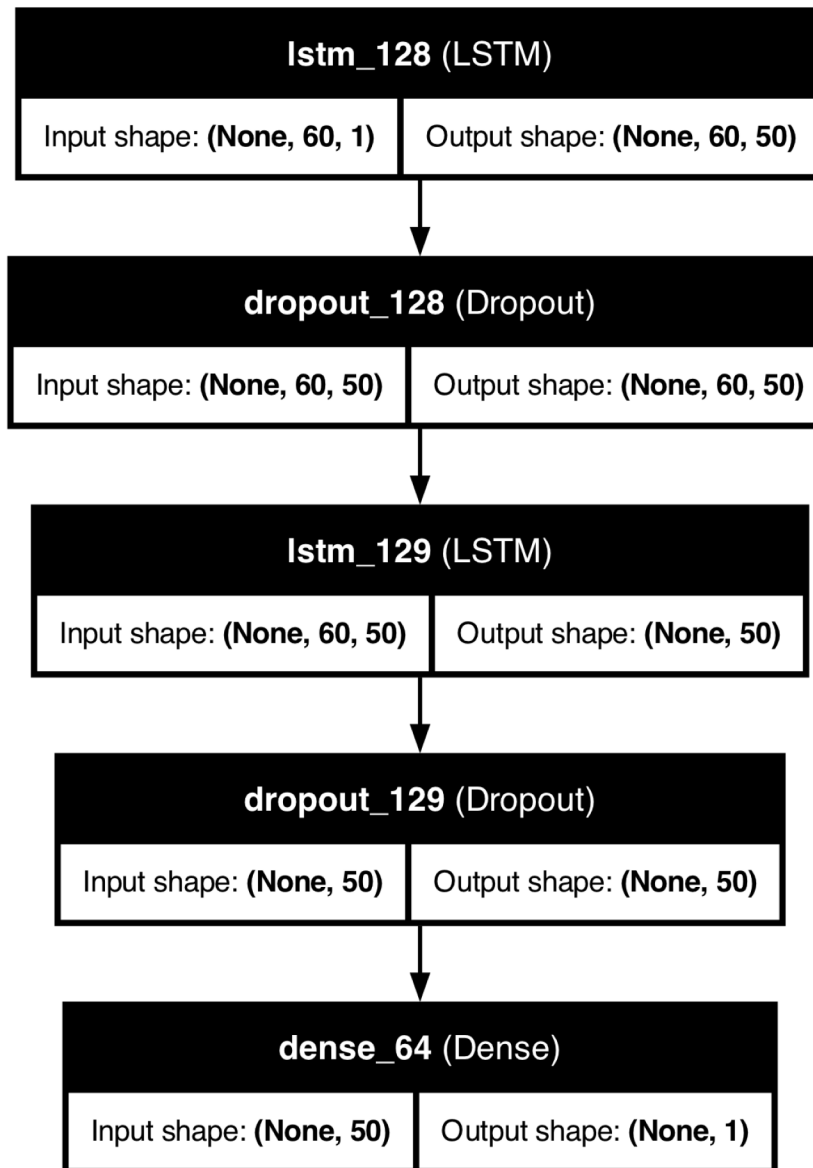 lstm_128 (LSTM)
Input shape: (None, 60, 1) Output shape: (None, 60, 50)
dropout_128 (Dropout)
Input shape: (None, 60, 50) Output shape: (None, 60, 50)
lstm_129 (LSTM)
Input shape: (None, 60, 50) Output shape: (None, 50)
dropout_129 (Dropout)
Input shape: (None, 50) Output shape: (None, 50)
dense_64 (Dense)
Input shape: (None, 50) Output shape: (None, 1)